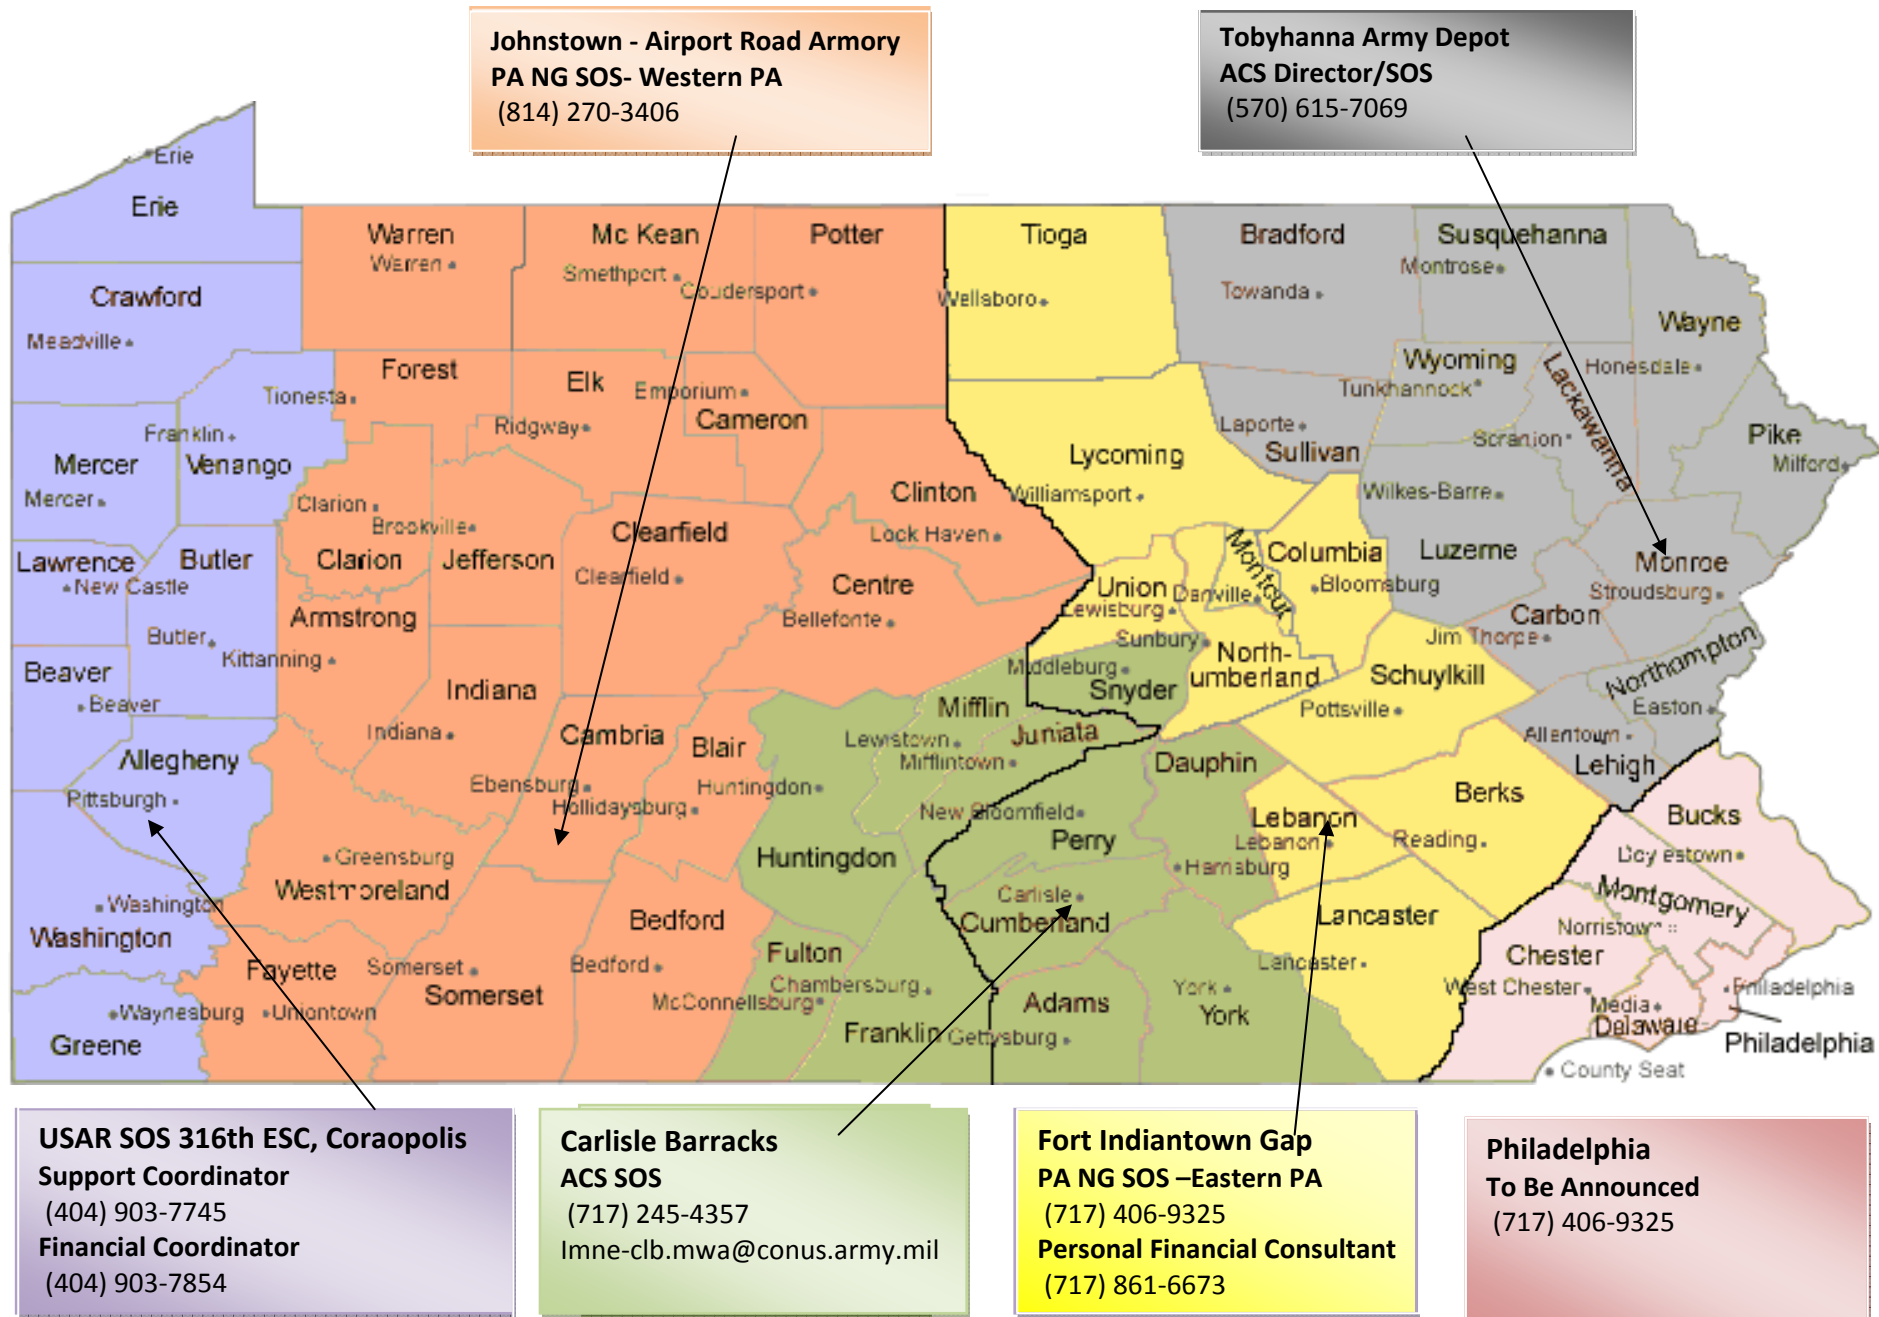 Johnstown - Airport Road Armory
PA NG SOS- Western PA
(814) 270-3406
Tobyhanna Army Depot
ACS Director/SOS
(570) 615-7069
Erie
Erie
Warren
Warren
Mc Kean
Smethport
Potter
Coudersport
Tioga
Wellsboro
Bradford
Towanda
Susquehanna
Montrose
Wayne
Honesdale
Crawford
Meadville
Forest
Tionesta
Elk
Ridgway
Emporium
Cameron
Wyoming
Tunkhannock
Lackawanna
Scranton
Pike
Milford
Mercer
Mercer
Franklin
Venango
Clarion
Clarion
Brookville
Jefferson
Clearfield
Clearfield
Clinton
Lock Haven
Centre
Bellefonte
Lycoming
Williamsport
Laporte
Sullivan
Wilkes-Barre
Luzerne
Columbia
Bloomsburg
Montour
Danville
Union
Lewisburg
Sunbury
North-
umberland
Middleburg
Snyder
Monroe
Stroudsburg
Carbon
Jim Thorpe
Northampton
Easton
Allentown
Lehigh
Schuylkill
Pottsville
Lawrence
New Castle
Butler
Butler
Armstrong
Kittanning
Indiana
Indiana
Beaver
Beaver
Allegheny
Pittsburgh
Cambria
Ebensburg
Blair
Hollidaysburg
Huntingdon
Huntingdon
Mifflin
Lewistown
Juniata
Mifflintown
New Bloomfield
Perry
Dauphin
Harrisburg
Lebanon
Lebanon
Berks
Reading
Bucks
Doylestown
Montgomery
Norristown
Greensburg
Westmoreland
Washington
Washington
Bedford
Bedford
Fulton
McConnellsburg
Carlisle
Cumberland
Lancaster
Lancaster
Chester
West Chester
Media
Delaware
Philadelphia
Philadelphia
Fayette
Uniontown
Somerset
Somerset
Chambersburg
Franklin
Adams
Gettysburg
York
York
Waynesburg
Greene
County Seat
USAR SOS 316th ESC, Coraopolis
Support Coordinator
(404) 903-7745
Financial Coordinator
(404) 903-7854
Carlisle Barracks
ACS SOS
(717) 245-4357
Imne-clb.mwa@conus.army.mil
Fort Indiantown Gap
PA NG SOS –Eastern PA
(717) 406-9325
Personal Financial Consultant
(717) 861-6673
Philadelphia
To Be Announced
(717) 406-9325